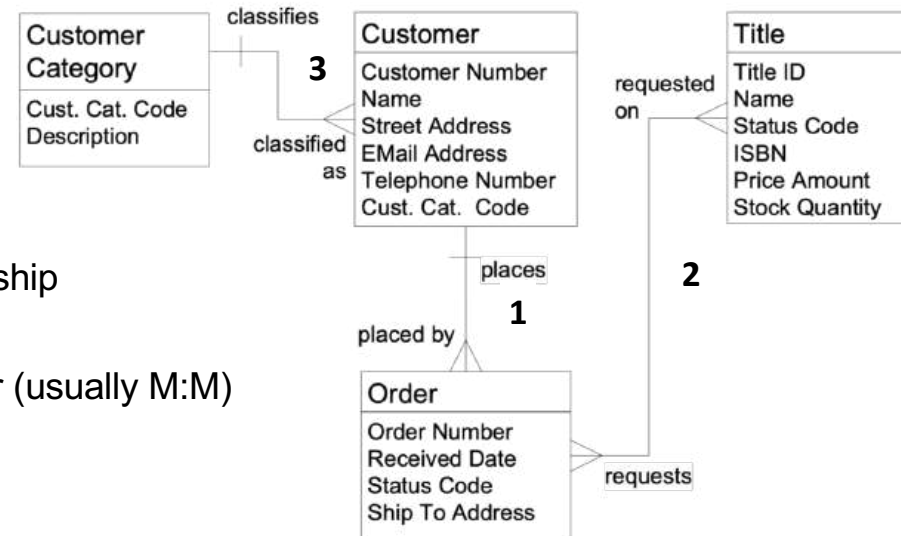 classifies
Customer
Category
Cust. Cat. Code
Description
3
classified
as
Customer
Customer Number
Name
Street Address
EMail Address
Telephone Number
Cust. Cat. Code
requested
on
Title
Title ID
Name
Status Code
ISBN
Price Amount
Stock Quantity
ship
places
1
2
placed by
r (usually M:M)
Order
Order Number
Received Date
Status Code
Ship To Address
requests